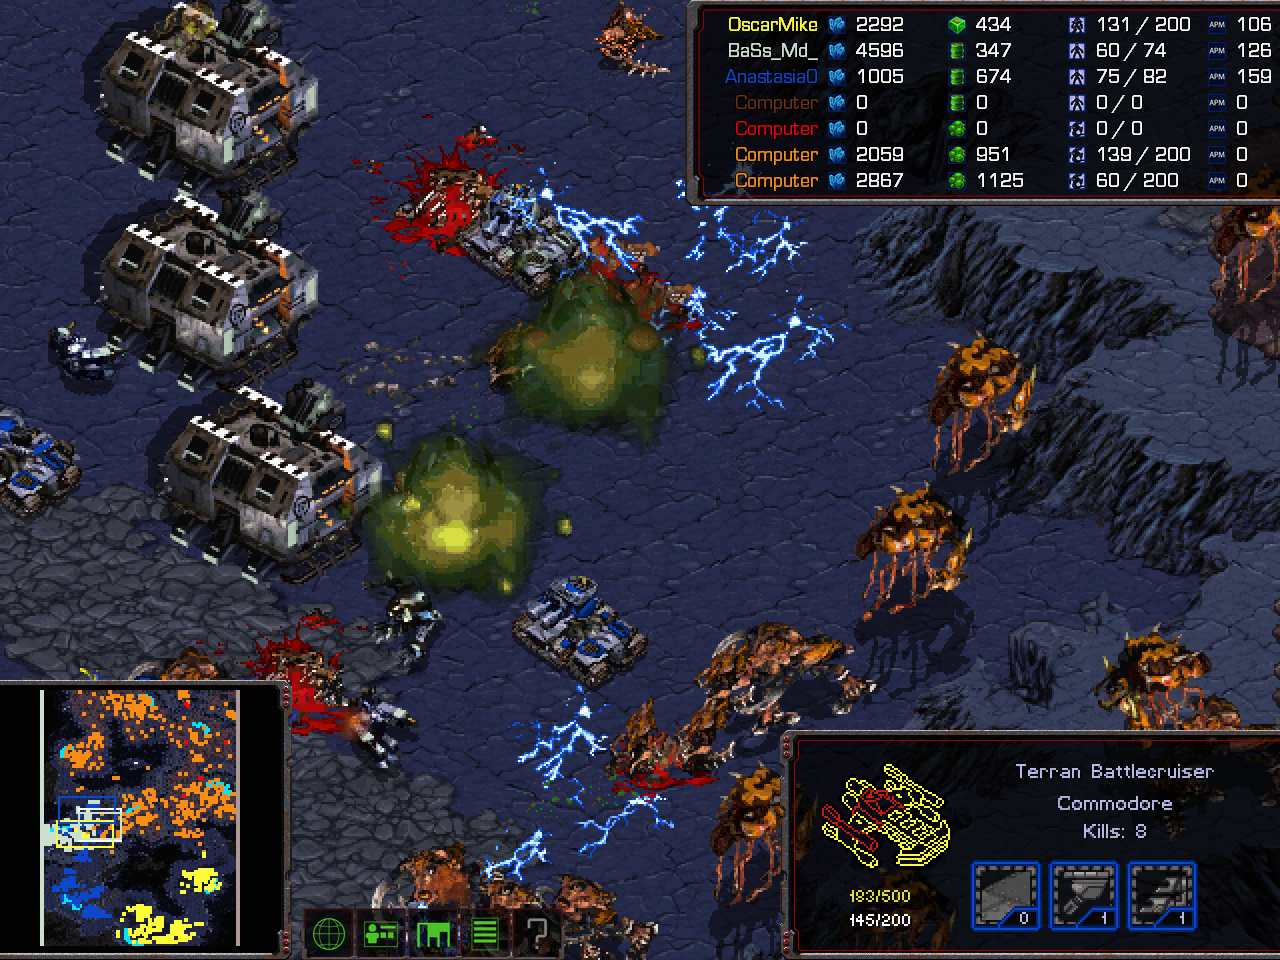 OscarMike 2292 434 131 / 200 APM 106
BaSs_Md_ 4596 347 60 / 74 APM 126
Anastasia0 1005 674 75 / 82 APM 159
Computer 0 0 0 / 0 APM 0
Computer 0 0 0 / 0 APM 0
Computer 2059 951 139 / 200 APM 0
Computer 2867 1125 60 / 200 APM 0
Terran Battlecruiser
Commodore
Kills: 8
193/500
145/200
0 1 1
?